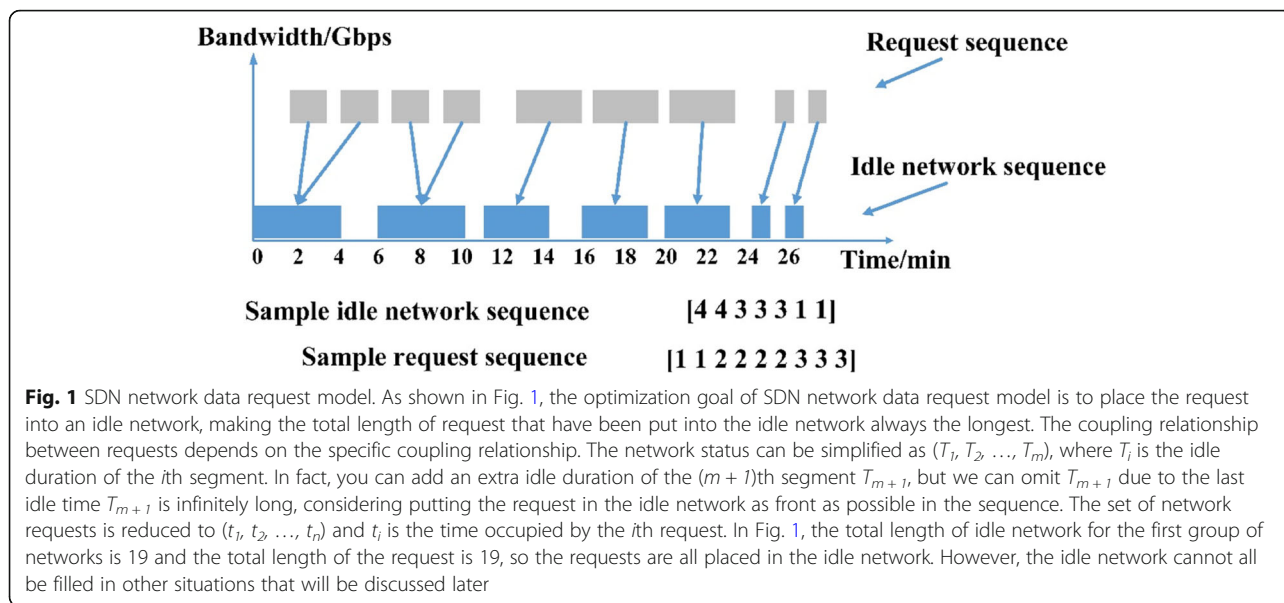 Bandwidth/Gbps
Request sequence
Idle network sequence
0 2 4 6 8 10 12 14 16 18 20 22 24 26 Time/min
Sample idle network sequence [4 4 3 3 3 1 1]
Sample request sequence [1 1 2 2 2 2 3 3 3]
Fig. 1 SDN network data request model. As shown in Fig. 1, the optimization goal of SDN network data request model is to place the request
into an idle network, making the total length of request that have been put into the idle network always the longest. The coupling relationship
between requests depends on the specific coupling relationship. The network status can be simplified as (T1, T2, …, Tm), where Ti is the idle
duration of the ith segment. In fact, you can add an extra idle duration of the (m + 1)th segment Tm + 1, but we can omit Tm + 1 due to the last
idle time Tm + 1 is infinitely long, considering putting the request in the idle network as front as possible in the sequence. The set of network
requests is reduced to (t1, t2, …, tn) and ti is the time occupied by the ith request. In Fig. 1, the total length of idle network for the first group of
networks is 19 and the total length of the request is 19, so the requests are all placed in the idle network. However, the idle network cannot all
be filled in other situations that will be discussed later